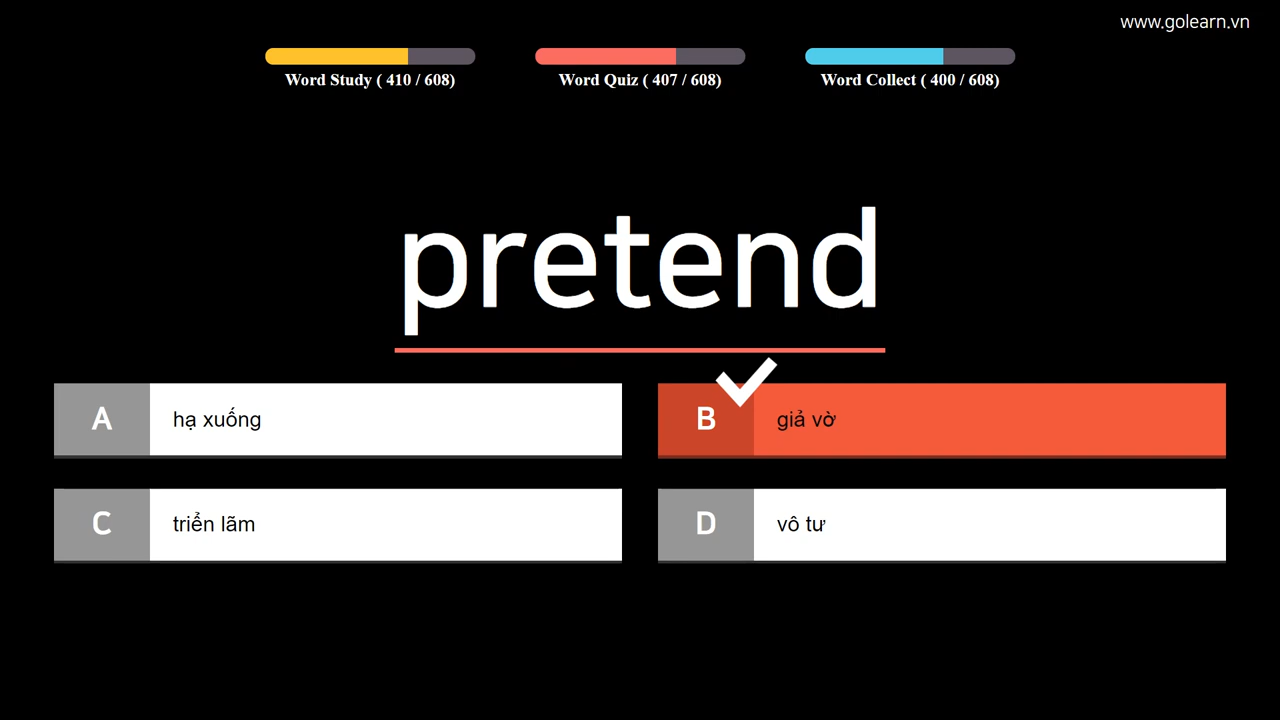 www.golearn.vn
Word Study ( 410 / 608)
Word Quiz ( 407 / 608)
Word Collect ( 400 / 608)
pretend
A hạ xuống
B giả vờ
C triển lãm
D vô tư